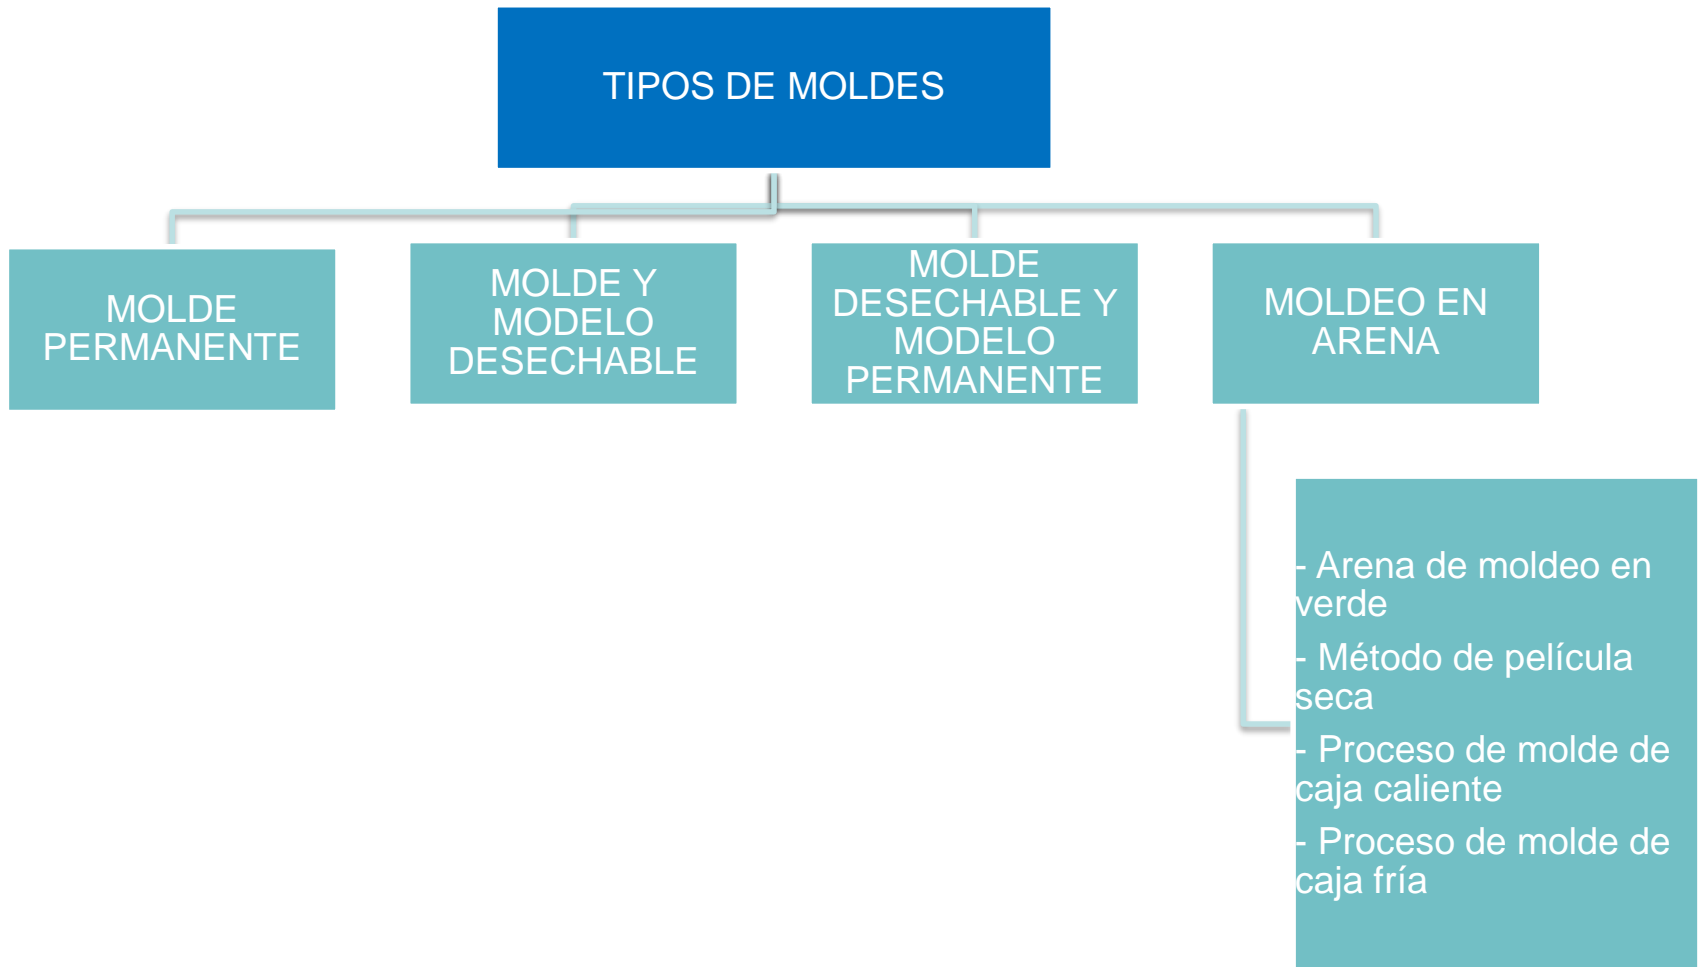 TIPOS DE MOLDES
MOLDE
PERMANENTE
MOLDE Y
MODELO
DESECHABLE
MOLDE
DESECHABLE Y
MODELO
PERMANENTE
MOLDEO EN
ARENA
- Arena de moldeo en
verde
- Método de película
seca
- Proceso de molde de
caja caliente
- Proceso de molde de
caja fría